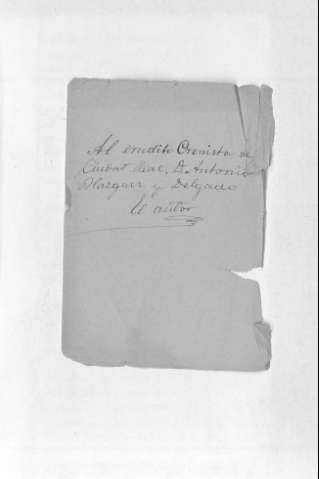 Al erudito Cronista de
Ciudad Real, D. Antonio
Blazquez y Delgado
El autor